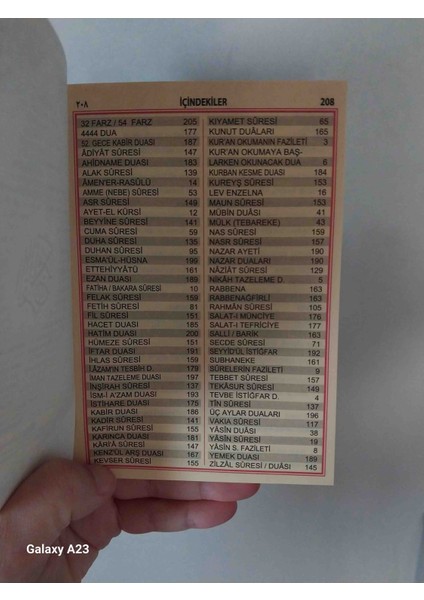 ٢٠٨ İÇİNDEKİLER 208
32 FARZ / 54 FARZ 205
4444 DUA 177
52. GECE KABİR DUASI 187
ÂDİYÂT SÛRESİ 147
AHİDNAME DUASI 183
ALAK SÛRESİ 139
ÂMEN'ER-RASÛLÜ 14
AMME (NEBE) SÛRESİ 53
ASR SÛRESİ 149
AYET-EL KÜRSİ 12
BEYYİNE SÛRESİ 141
CUMA SÛRESİ 59
DUHA SÛRESİ 135
DUHAN SÛRESİ 95
ESMA'ÜL-HÜSNA 199
ETTEHİYYÂTÜ 161
EZAN DUASI 189
FATİHA / BAKARA SÛRESİ 10
FELAK SÛRESİ 159
FETİH SÛRESİ 81
FİL SÛRESİ 151
HACET DUASI 185
HATİM DUASI 200
HÜMEZE SÛRESİ 151
İFTAR DUASI 191
İHLAS SÛRESİ 159
İ.ÂZAM'IN TESBİH D. 179
İMAN TAZELEME DUASI 197
İNŞİRAH SÛRESİ 137
İSM-İ A'ZAM DUASI 193
İSTİHARE DUASI 175
KABİR DUASI 186
KADİR SÛRESİ 141
KAFİRUN SÛRESİ 155
KARINCA DUASI 181
KÂRİ'A SÛRESİ 147
KENZ'ÜL ARŞ DUASI 167
KEVSER SÛRESİ 155
KIYAMET SÛRESİ 65
KUNUT DUÂLARI 165
KUR'AN OKUMANIN FAZİLETİ 3
KUR'AN OKUMAYA BAŞ-
LARKEN OKUNACAK DUA 6
KURBAN KESME DUASI 184
KUREYŞ SÛRESİ 153
LEV ENZELNA 16
MAUN SÛRESİ 153
MÜBİN DUÂSI 41
MÜLK (TEBAREKE) 43
NAS SÛRESİ 159
NASR SÛRESİ 157
NAZAR AYETİ 190
NAZAR DUALARI 190
NÂZİÂT SÛRESİ 129
NİKAH TAZELEME D. 5
RABBENA 163
RABBENAĞFİRLİ 163
RAHMÂN SÛRESİ 105
SALAT-I MÜNCİYE 176
SALAT-I TEFRİCİYE 177
SALLİ / BARİK 163
SECDE SÛRESİ 71
SEYYİD'ÜL İSTİĞFAR 192
SUBHANEKE 161
SÛRELERİN FAZİLETİ 9
TEBBET SÛRESİ 157
TEKÂSÜR SÛRESİ 149
TEVBE İSTİĞFAR D. 4
TİN SÛRESİ 137
ÜÇ AYLAR DUALARI 196
VAKIA SÛRESİ 117
YÂSİN DUÂSI 38
YÂSİN SÛRESİ 19
YÂSİN S. FAZİLETİ 8
YEMEK DUASI 189
ZİLZÂL SÛRESİ / DUÂSI 145
Galaxy A23